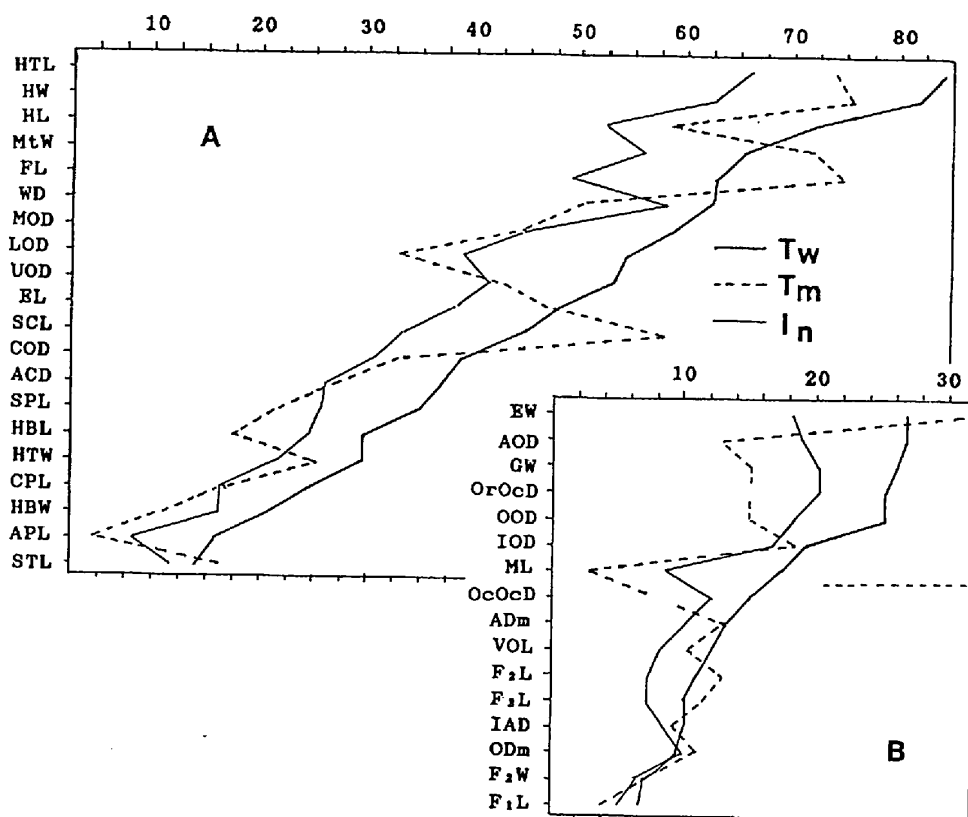 10 20 30 40 50 60 70 80
HTL
HW
HL
MtW
FL
WD
MOD
LOD
UOD
EL
SCL
COD
ACD
SPL
HBL
HTW
CPL
HBW
APL
STL
A
Tw
Tm
In
10 20 30
EW
AOD
GW
OrOcD
OOD
IOD
ML
OcOcD
ADm
VOL
F₂L
F₃L
IAD
ODm
F₂W
F₁L
B